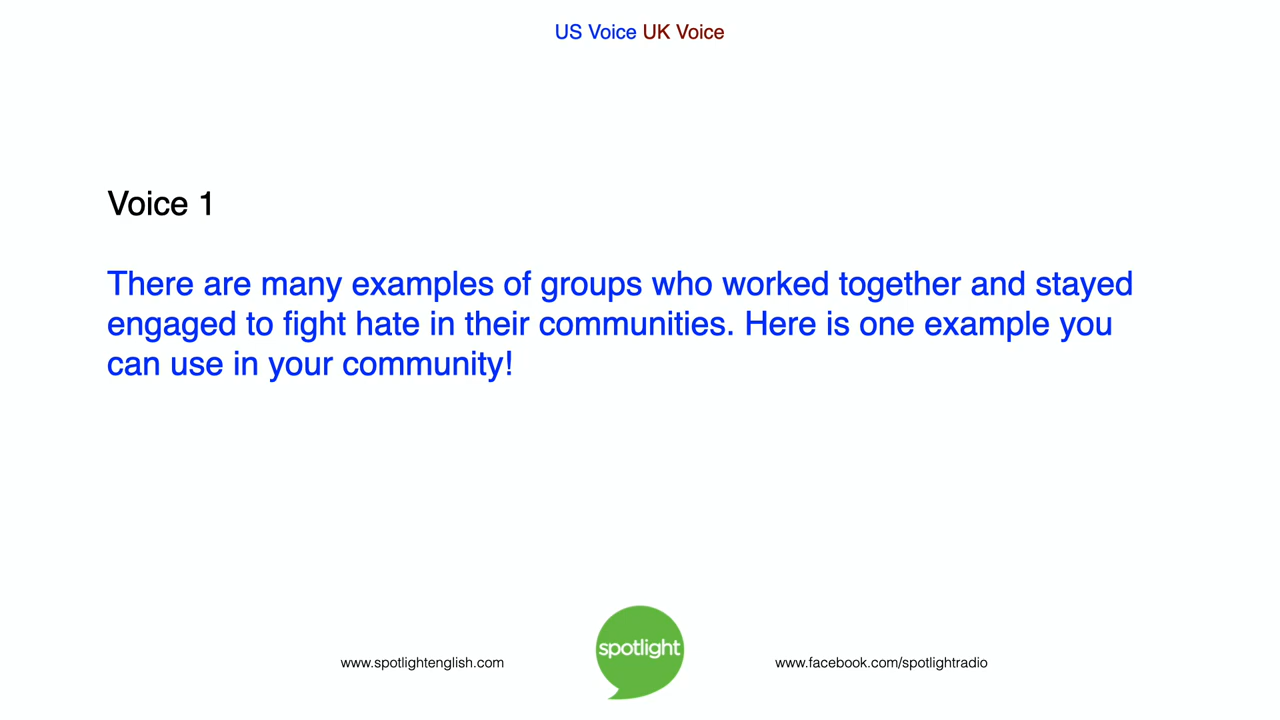 US Voice UK Voice
Voice 1
There are many examples of groups who worked together and stayed
engaged to fight hate in their communities. Here is one example you
can use in your community!
spotlight
www.spotlightenglish.com
www.facebook.com/spotlightradio